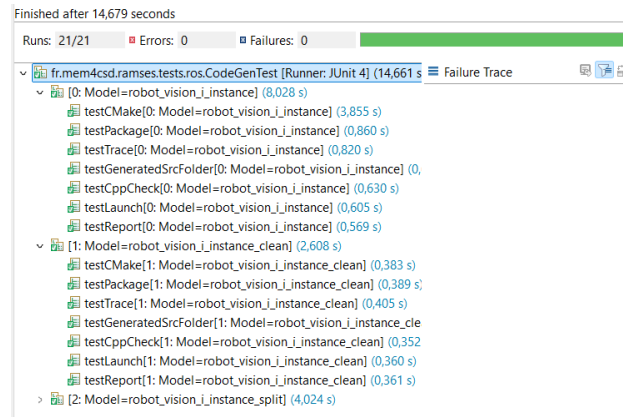 Finished after 14,679 seconds
Runs: 21/21 Errors: 0 Failures: 0
fr.mem4csd.ramses.tests.ros.CodeGenTest [Runner: JUnit 4] (14,661 s
Failure Trace
[0: Model=robot_vision_i_instance] (8,028 s)
testCMake[0: Model=robot_vision_i_instance] (3,855 s)
testPackage[0: Model=robot_vision_i_instance] (0,860 s)
testTrace[0: Model=robot_vision_i_instance] (0,820 s)
testGeneratedSrcFolder[0: Model=robot_vision_i_instance] (0,
testCppCheck[0: Model=robot_vision_i_instance] (0,630 s)
testLaunch[0: Model=robot_vision_i_instance] (0,605 s)
testReport[0: Model=robot_vision_i_instance] (0,569 s)
[1: Model=robot_vision_i_instance_clean] (2,608 s)
testCMake[1: Model=robot_vision_i_instance_clean] (0,383 s)
testPackage[1: Model=robot_vision_i_instance_clean] (0,389 s)
testTrace[1: Model=robot_vision_i_instance_clean] (0,405 s)
testGeneratedSrcFolder[1: Model=robot_vision_i_instance_cle
testCppCheck[1: Model=robot_vision_i_instance_clean] (0,352
testLaunch[1: Model=robot_vision_i_instance_clean] (0,360 s)
testReport[1: Model=robot_vision_i_instance_clean] (0,361 s)
[2: Model=robot_vision_i_instance_split] (4,024 s)